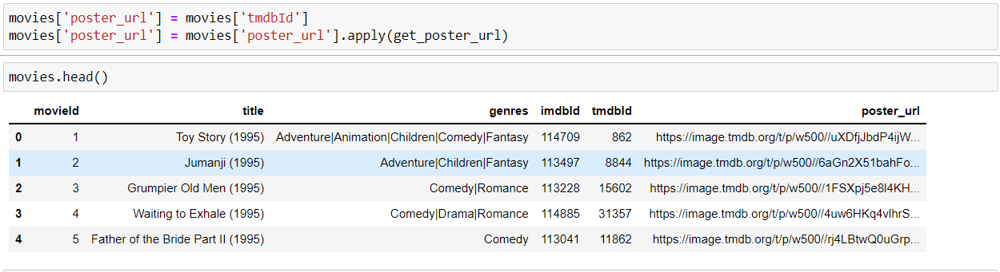 movies['poster_url'] = movies['tmdbId']
movies['poster_url'] = movies['poster_url'].apply(get_poster_url)
movies.head()
movieId title genres imdbId tmdbId poster_url
0 1 Toy Story (1995) Adventure|Animation|Children|Comedy|Fantasy 114709 862 https://image.tmdb.org/t/p/w500//uXDfjJbdP4ijW...
1 2 Jumanji (1995) Adventure|Children|Fantasy 113497 8844 https://image.tmdb.org/t/p/w500//6aGn2X51bahFo...
2 3 Grumpier Old Men (1995) Comedy|Romance 113228 15602 https://image.tmdb.org/t/p/w500//1FSXpj5e8l4KH...
3 4 Waiting to Exhale (1995) Comedy|Drama|Romance 114885 31357 https://image.tmdb.org/t/p/w500//4uw6HKq4vlhrS...
4 5 Father of the Bride Part II (1995) Comedy 113041 11862 https://image.tmdb.org/t/p/w500//rj4LBtwQ0uGrp...